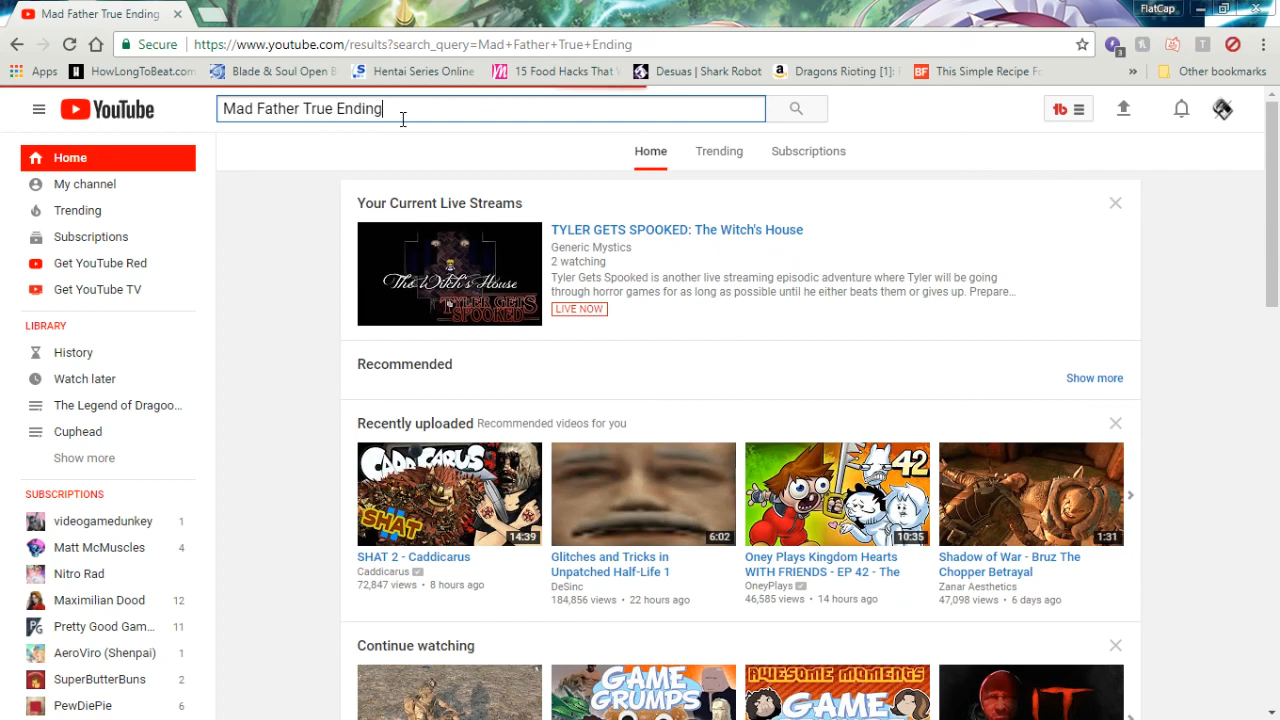 Mad Father True Ending
FlatCap
Secure https://www.youtube.com/results?search_query=Mad+Father+True+Ending
3
Apps HowLongToBeat.com Blade & Soul Open B Hentai Series Online 15 Food Hacks That Desuas | Shark Robot Dragons Rioting [1] This Simple Recipe Fo » Other bookmarks
YouTube Mad Father True Ending
Home Trending Subscriptions
Home
My channel
Trending
Subscriptions
Get YouTube Red
Get YouTube TV
LIBRARY
History
Watch later
The Legend of Dragoo...
Cuphead
Show more
SUBSCRIPTIONS
videogamedunkey 1
Matt McMuscles 4
Nitro Rad
Maximilian Dood 12
Pretty Good Gam... 11
AeroViro (Shenpai) 1
SuperButterBuns 2
PewDiePie 6
Your Current Live Streams
The Witch's House
TYLER GETS
SPOOKED
TYLER GETS SPOOKED: The Witch's House
Generic Mystics
2 watching
Tyler Gets Spooked is another live streaming episodic adventure where Tyler will be going
through horror games for as long as possible until he either beats them or gives up. Prepare...
LIVE NOW
Recommended
Show more
Recently uploaded Recommended videos for you
CADDICARUS
SHAT
14:39
SHAT 2 - Caddicarus
Caddicarus
72,847 views • 8 hours ago
6:02
Glitches and Tricks in
Unpatched Half-Life 1
DeSinc
184,856 views • 22 hours ago
42
10:35
Oney Plays Kingdom Hearts
WITH FRIENDS - EP 42 - The
OneyPlays
46,585 views • 14 hours ago
1:31
Shadow of War - Bruz The
Chopper Betrayal
Zanar Aesthetics
47,098 views • 6 days ago
Continue watching
GAME
GRUMPS
AWESOME MOMENTS
GAME
IT